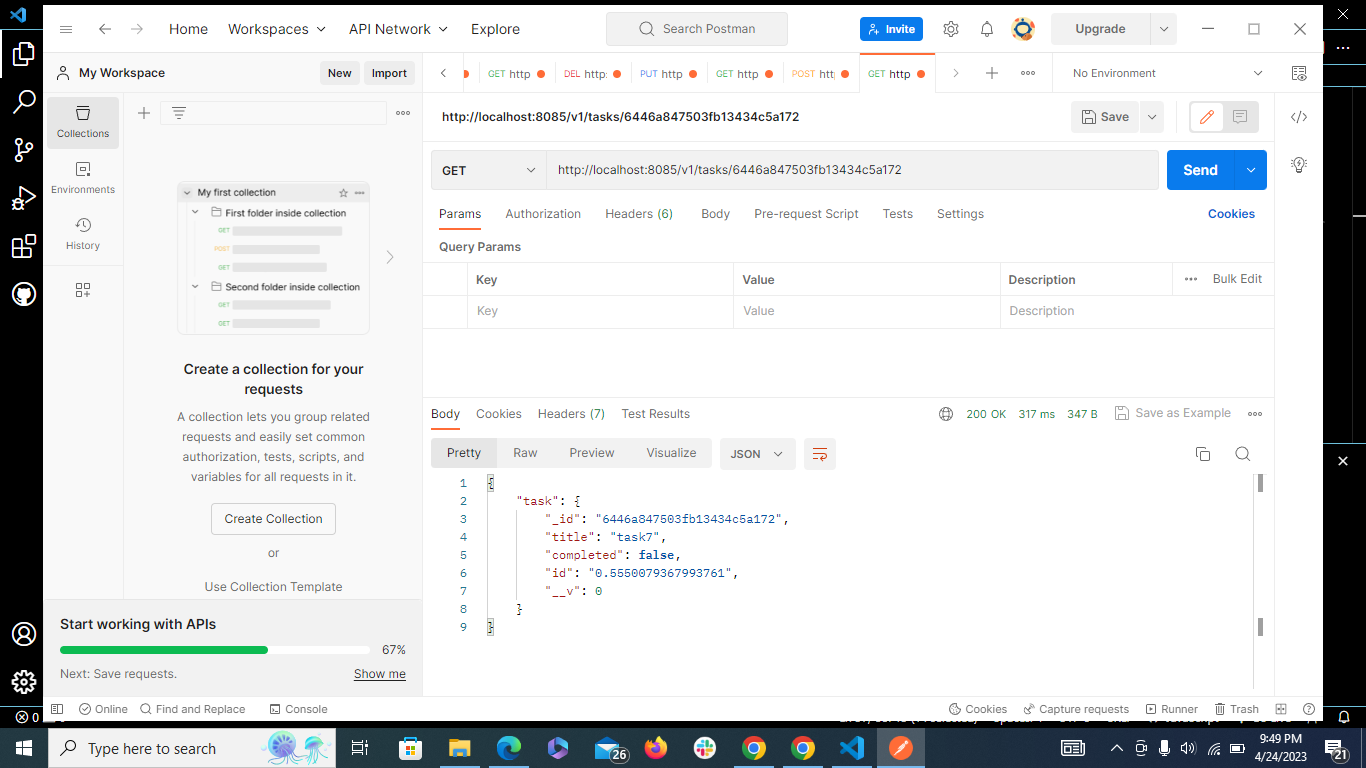 Home Workspaces API Network Explore Search Postman Invite Upgrade
My Workspace New Import GET http DEL http: PUT http GET http POST htt GET http No Environment
http://localhost:8085/v1/tasks/6446a847503fb13434c5a172 Save
Collections
Environments
History
GET http://localhost:8085/v1/tasks/6446a847503fb13434c5a172 Send
Params Authorization Headers (6) Body Pre-request Script Tests Settings Cookies
Query Params
Key Value Description Bulk Edit
Key Value Description
My first collection
First folder inside collection
GET
POST
GET
Second folder inside collection
GET
GET
Create a collection for your
requests
A collection lets you group related
requests and easily set common
authorization, tests, scripts, and
variables for all requests in it.
Create Collection
or
Use Collection Template
Start working with APIs
67%
Next: Save requests. Show me
Body Cookies Headers (7) Test Results 200 OK 317 ms 347 B Save as Example
Pretty Raw Preview Visualize JSON
1 {
2 "task": {
3 "_id": "6446a847503fb13434c5a172",
4 "title": "task7",
5 "completed": false,
6 "id": "0.5550079367993761",
7 "__v": 0
8 }
9 }
0 Online Find and Replace Console Cookies Capture requests Runner Trash
Type here to search 26 9:49 PM
4/24/2023 21